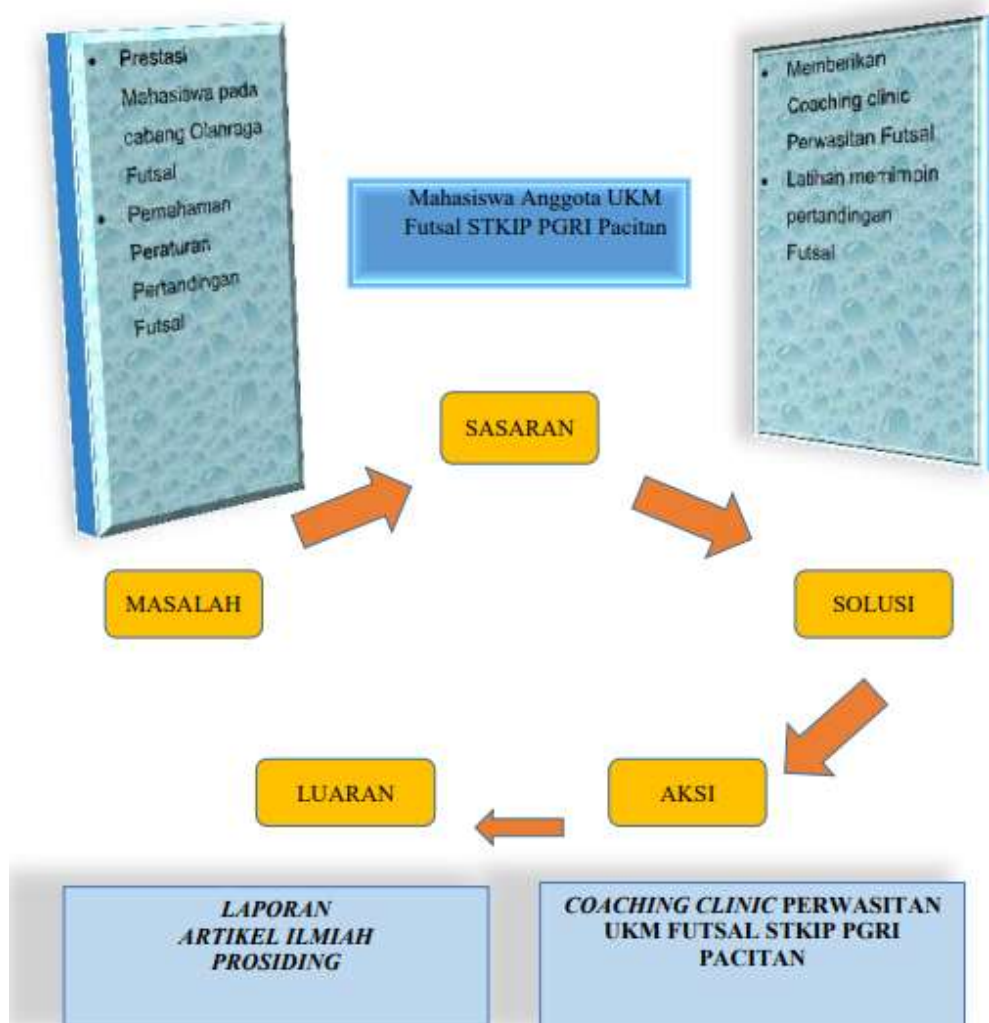 • Prestasi
Mahasiswa pada
cabang Olahraga
Futsal
• Pemahaman
Peraturan
Pertandingan
Futsal
Mahasiswa Anggota UKM
Futsal STKIP PGRI Pacitan
• Memberikan
Coaching clinic
Perwasitan Futsal
• Latihan memimpin
pertandingan
Futsal
SASARAN
MASALAH
SOLUSI
LUARAN
AKSI
LAPORAN
ARTIKEL ILMIAH
PROSIDING
COACHING CLINIC PERWASITAN
UKM FUTSAL STKIP PGRI
PACITAN